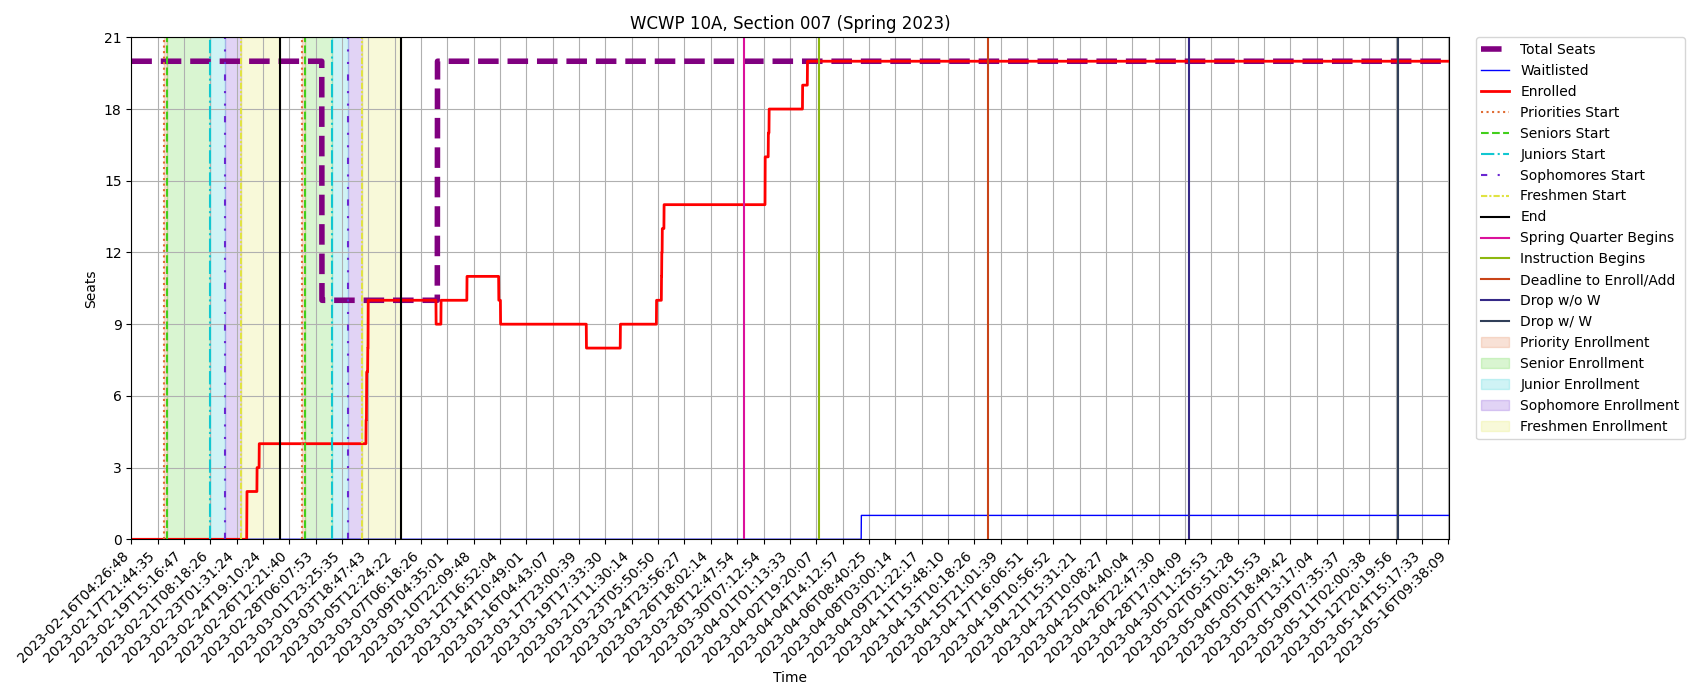 WCWP 10A, Section 007 (Spring 2023)
21
18
15
12
9
6
3
0
Seats
2023-02-16T04:26:48
2023-02-17T21:44:35
2023-02-19T15:16:47
2023-02-21T08:18:26
2023-02-23T01:31:24
2023-02-24T19:10:24
2023-02-26T12:21:40
2023-02-28T06:07:53
2023-03-01T23:25:35
2023-03-03T18:47:43
2023-03-05T12:24:22
2023-03-07T06:18:26
2023-03-09T04:35:01
2023-03-10T22:09:48
2023-03-12T16:52:04
2023-03-14T10:49:01
2023-03-16T04:43:07
2023-03-17T23:00:39
2023-03-19T17:33:30
2023-03-21T11:30:14
2023-03-23T05:50:50
2023-03-24T23:56:27
2023-03-26T18:02:14
2023-03-28T12:47:54
2023-03-30T07:12:54
2023-04-01T01:13:33
2023-04-02T19:20:07
2023-04-04T14:12:57
2023-04-06T08:40:25
2023-04-08T03:00:14
2023-04-09T21:22:17
2023-04-11T15:48:10
2023-04-13T10:18:26
2023-04-15T21:01:39
2023-04-17T16:06:51
2023-04-19T10:56:52
2023-04-21T15:31:21
2023-04-23T10:08:27
2023-04-25T04:40:04
2023-04-26T22:47:30
2023-04-28T17:04:09
2023-04-30T11:25:53
2023-05-02T05:51:28
2023-05-04T00:15:53
2023-05-05T18:49:42
2023-05-07T13:17:04
2023-05-09T07:35:37
2023-05-11T02:00:38
2023-05-12T20:19:56
2023-05-14T15:17:33
2023-05-16T09:38:09
Time
Total Seats
Waitlisted
Enrolled
Priorities Start
Seniors Start
Juniors Start
Sophomores Start
Freshmen Start
End
Spring Quarter Begins
Instruction Begins
Deadline to Enroll/Add
Drop w/o W
Drop w/ W
Priority Enrollment
Senior Enrollment
Junior Enrollment
Sophomore Enrollment
Freshmen Enrollment